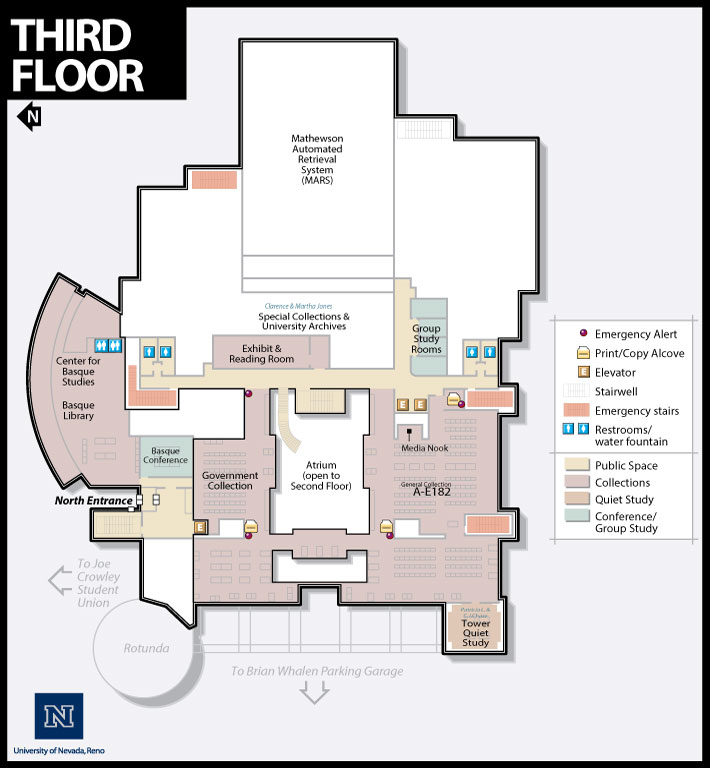 THIRD
FLOOR
N
Mathewson
Automated
Retrieval
System
(MARS)
Clarence & Martha Jones
Special Collections &
University Archives
Exhibit &
Reading Room
Group
Study
Rooms
Center for
Basque
Studies
Basque
Library
Basque
Conference
North Entrance
Government
Collection
Atrium
(open to
Second Floor)
E
E
Media Nook
General Collection
A-E182
E
Tower
Quiet
Study
To Joe
Crowley
Student
Union
Rotunda
To Brian Whalen Parking Garage
Emergency Alert
Print/Copy Alcove
E
Elevator
Stairwell
Emergency stairs
Restrooms/
water fountain
Public Space
Collections
Quiet Study
Conference/
Group Study
N
University of Nevada, Reno